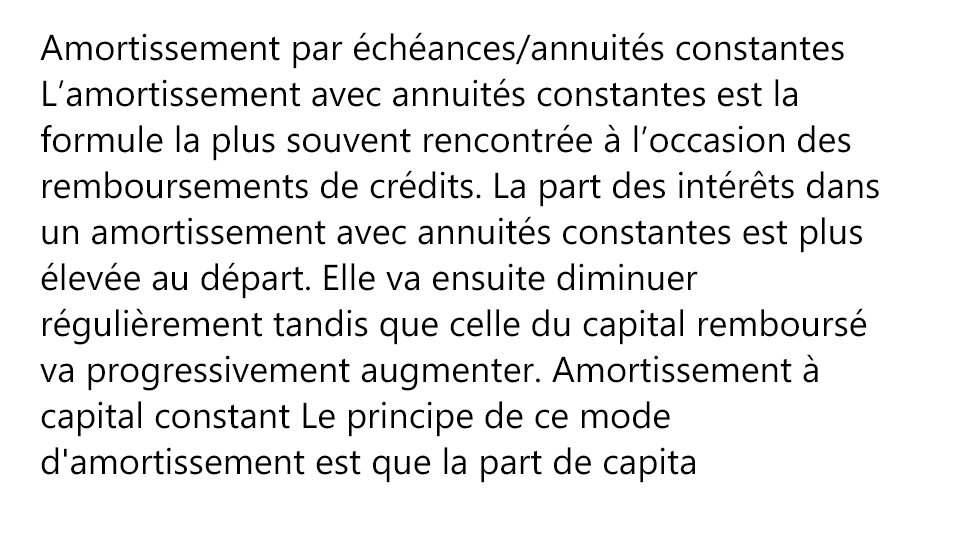 Amortissement par échéances/annuités constantes
L’amortissement avec annuités constantes est la
formule la plus souvent rencontrée à l’occasion des
remboursements de crédits. La part des intérêts dans
un amortissement avec annuités constantes est plus
élevée au départ. Elle va ensuite diminuer
régulièrement tandis que celle du capital remboursé
va progressivement augmenter. Amortissement à
capital constant Le principe de ce mode
d'amortissement est que la part de capita